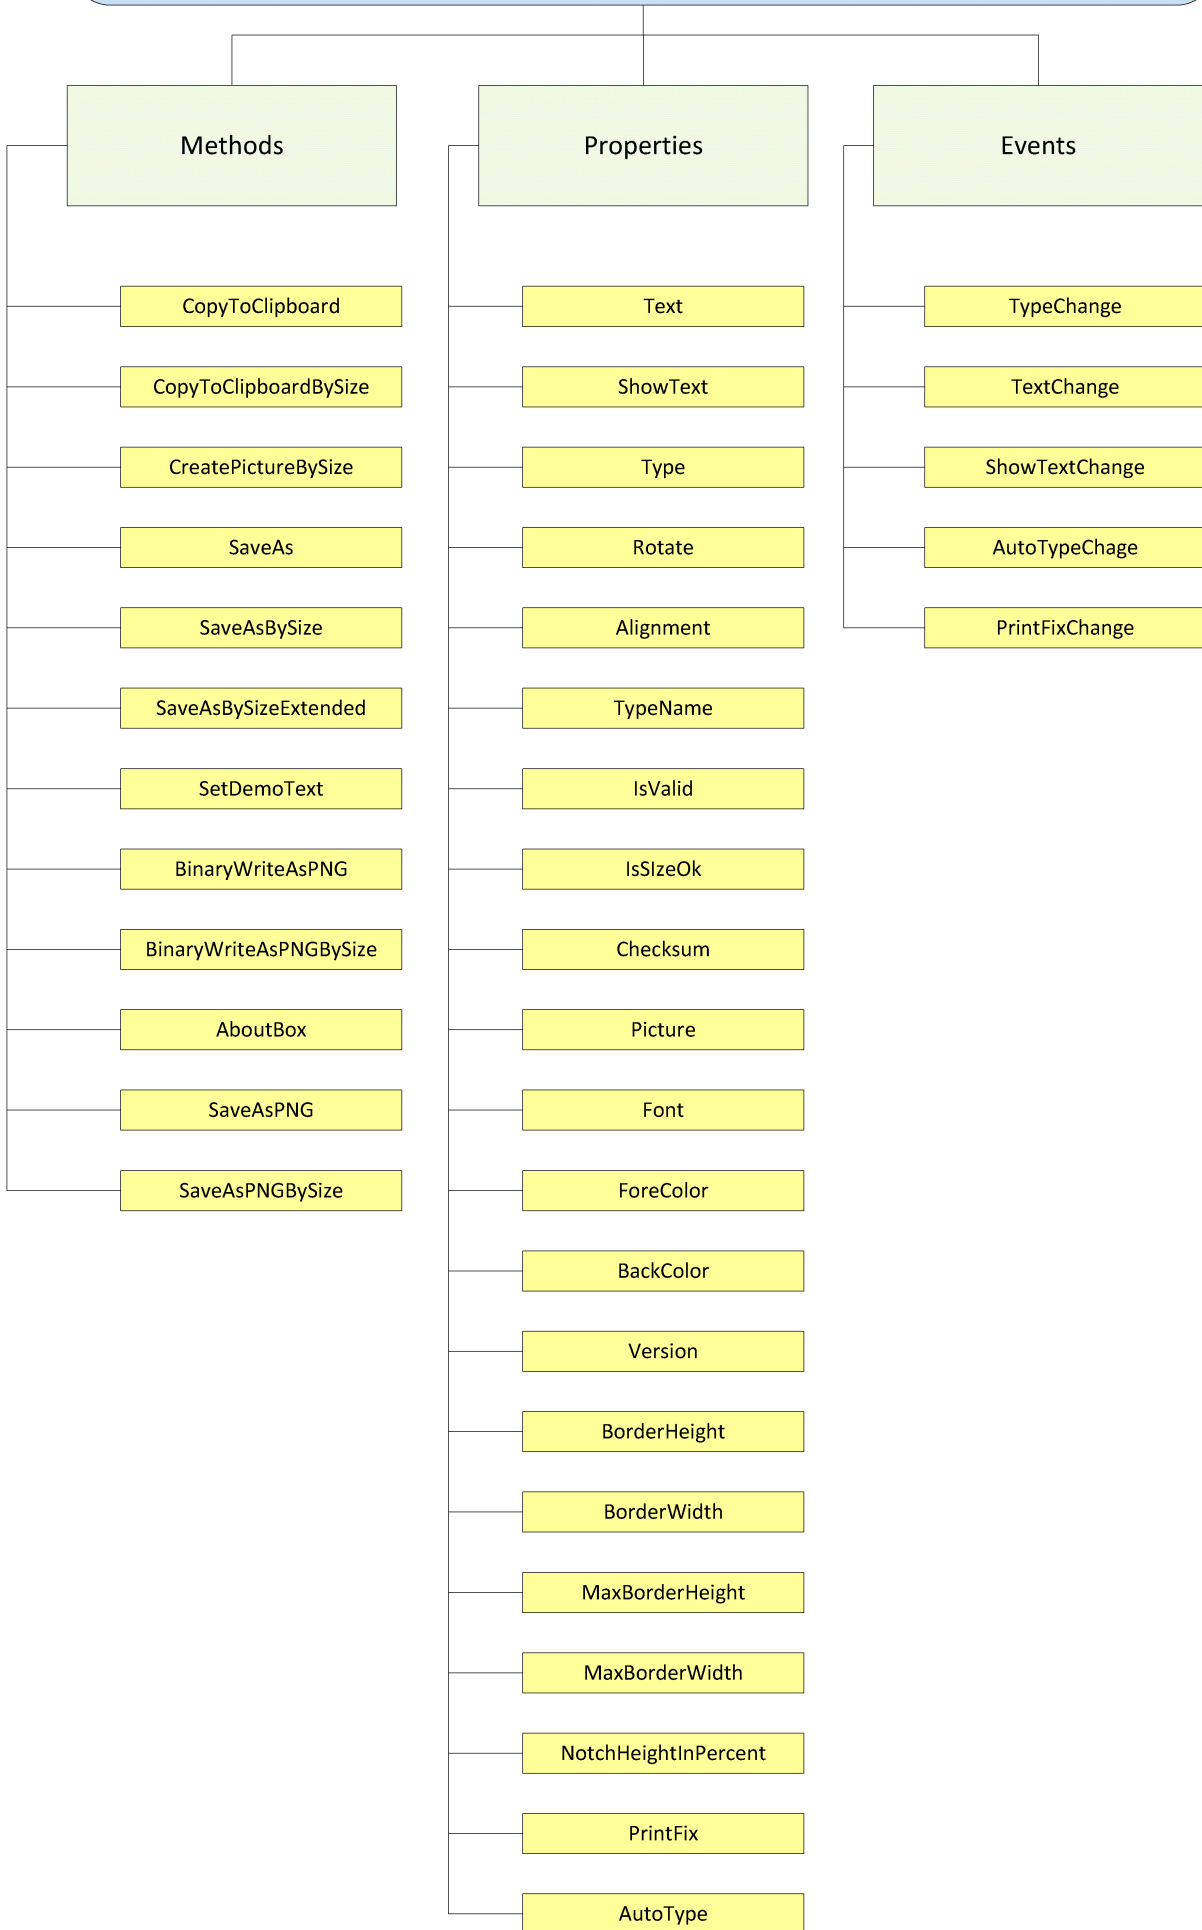 Methods
Properties
Events
CopyToClipboard
CopyToClipboardBySize
CreatePictureBySize
SaveAs
SaveAsBySize
SaveAsBySizeExtended
SetDemoText
BinaryWriteAsPNG
BinaryWriteAsPNGBySize
AboutBox
SaveAsPNG
SaveAsPNGBySize
Text
ShowText
Type
Rotate
Alignment
TypeName
IsValid
IsSIzeOk
Checksum
Picture
Font
ForeColor
BackColor
Version
BorderHeight
BorderWidth
MaxBorderHeight
MaxBorderWidth
NotchHeightInPercent
PrintFix
AutoType
TypeChange
TextChange
ShowTextChange
AutoTypeChage
PrintFixChange